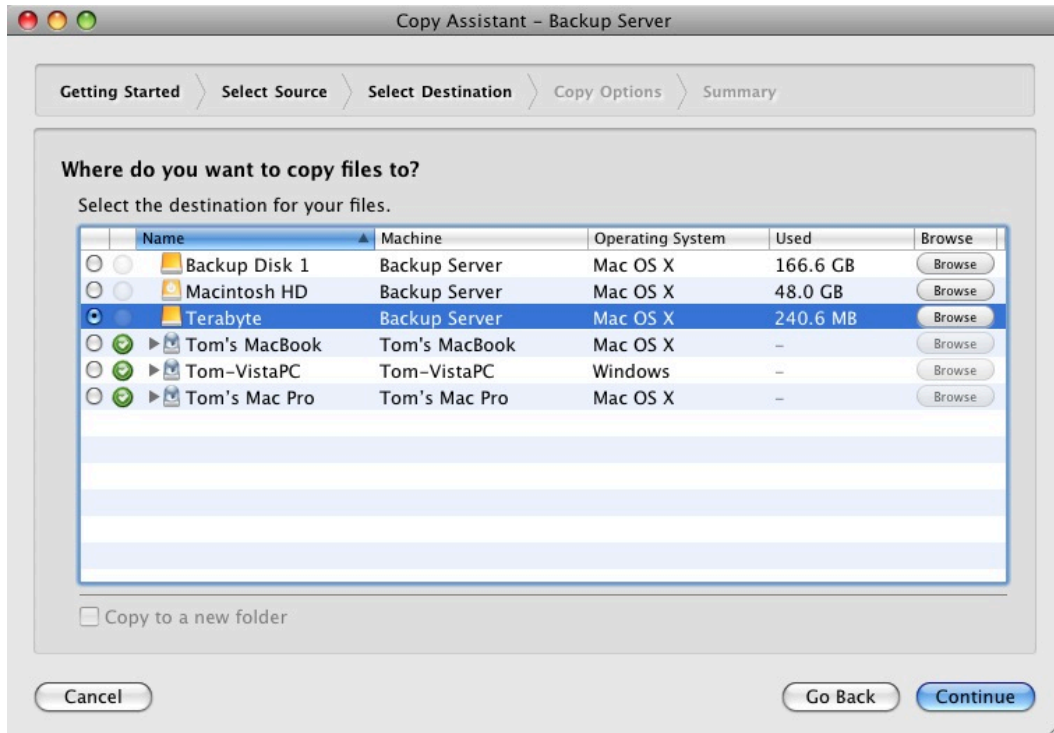 Copy Assistant – Backup Server
Getting Started Select Source Select Destination Copy Options Summary
Where do you want to copy files to?
Select the destination for your files.
Name Machine Operating System Used Browse
Backup Disk 1 Backup Server Mac OS X 166.6 GB Browse
Macintosh HD Backup Server Mac OS X 48.0 GB Browse
Terabyte Backup Server Mac OS X 240.6 MB Browse
Tom's MacBook Tom's MacBook Mac OS X – Browse
Tom-VistaPC Tom-VistaPC Windows – Browse
Tom’s Mac Pro Tom’s Mac Pro Mac OS X – Browse
Copy to a new folder
Cancel Go Back Continue